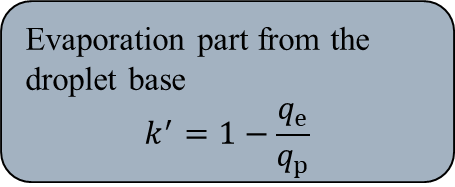 Evaporation part from the
droplet base
k′ = 1 − qₑ/qₚ